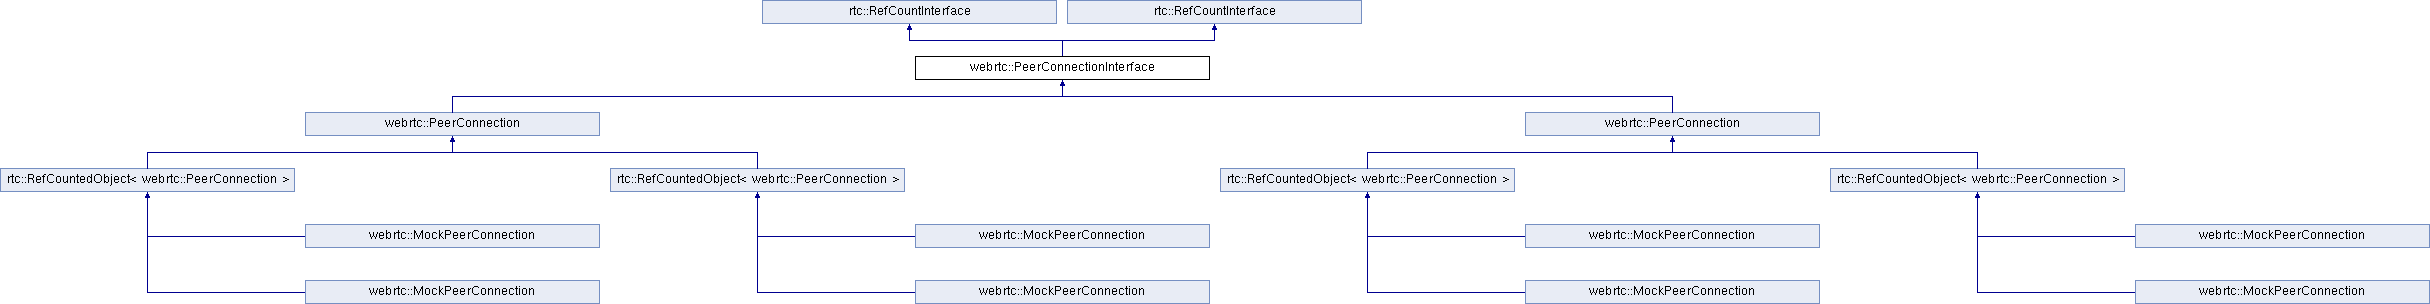 rtc::RefCountInterface
rtc::RefCountInterface
webrtc::PeerConnectionInterface
webrtc::PeerConnection
webrtc::PeerConnection
rtc::RefCountedObject< webrtc::PeerConnection >
rtc::RefCountedObject< webrtc::PeerConnection >
rtc::RefCountedObject< webrtc::PeerConnection >
rtc::RefCountedObject< webrtc::PeerConnection >
webrtc::MockPeerConnection
webrtc::MockPeerConnection
webrtc::MockPeerConnection
webrtc::MockPeerConnection
webrtc::MockPeerConnection
webrtc::MockPeerConnection
webrtc::MockPeerConnection
webrtc::MockPeerConnection